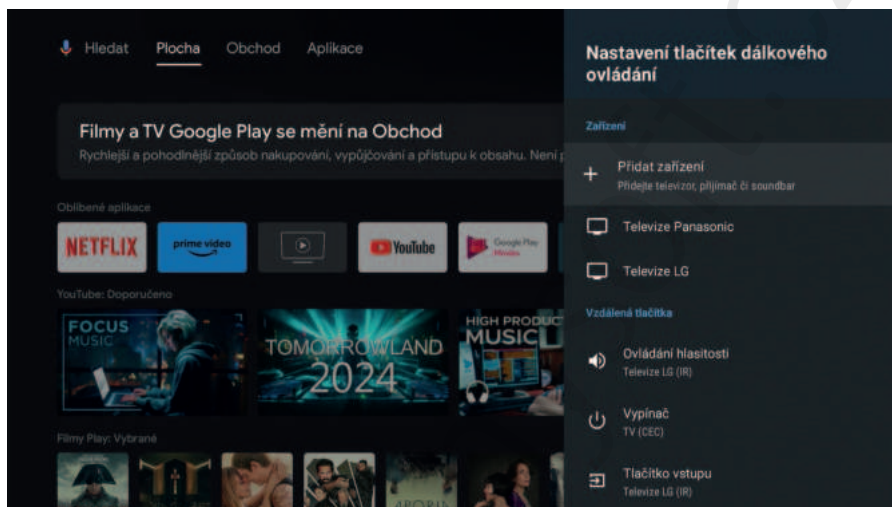 Hledat Plocha Obchod Aplikace
Filmy a TV Google Play se mění na Obchod
Rychlejší a pohodlnější způsob nakupování, vypůjčování a přístupu k obsahu. Není
Oblíbené aplikace
NETFLIX
prime video
YouTube
Google Play
Movies
YouTube: Doporučeno
FOCUS
MUSIC
TOMORROWLAND
2024
HIGH PRODUC
MUSIC
Filmy Play: Vybrané
Nastavení tlačítek dálkového
ovládání
Zařízení
Přidat zařízení
Přidejte televizor, přijímač či soundbar
Televize Panasonic
Televize LG
Vzdálená tlačítka
Ovládání hlasitosti
Televize LG (IR)
Vypínač
TV (CEC)
Tlačítko vstupu
Televize LG (IR)